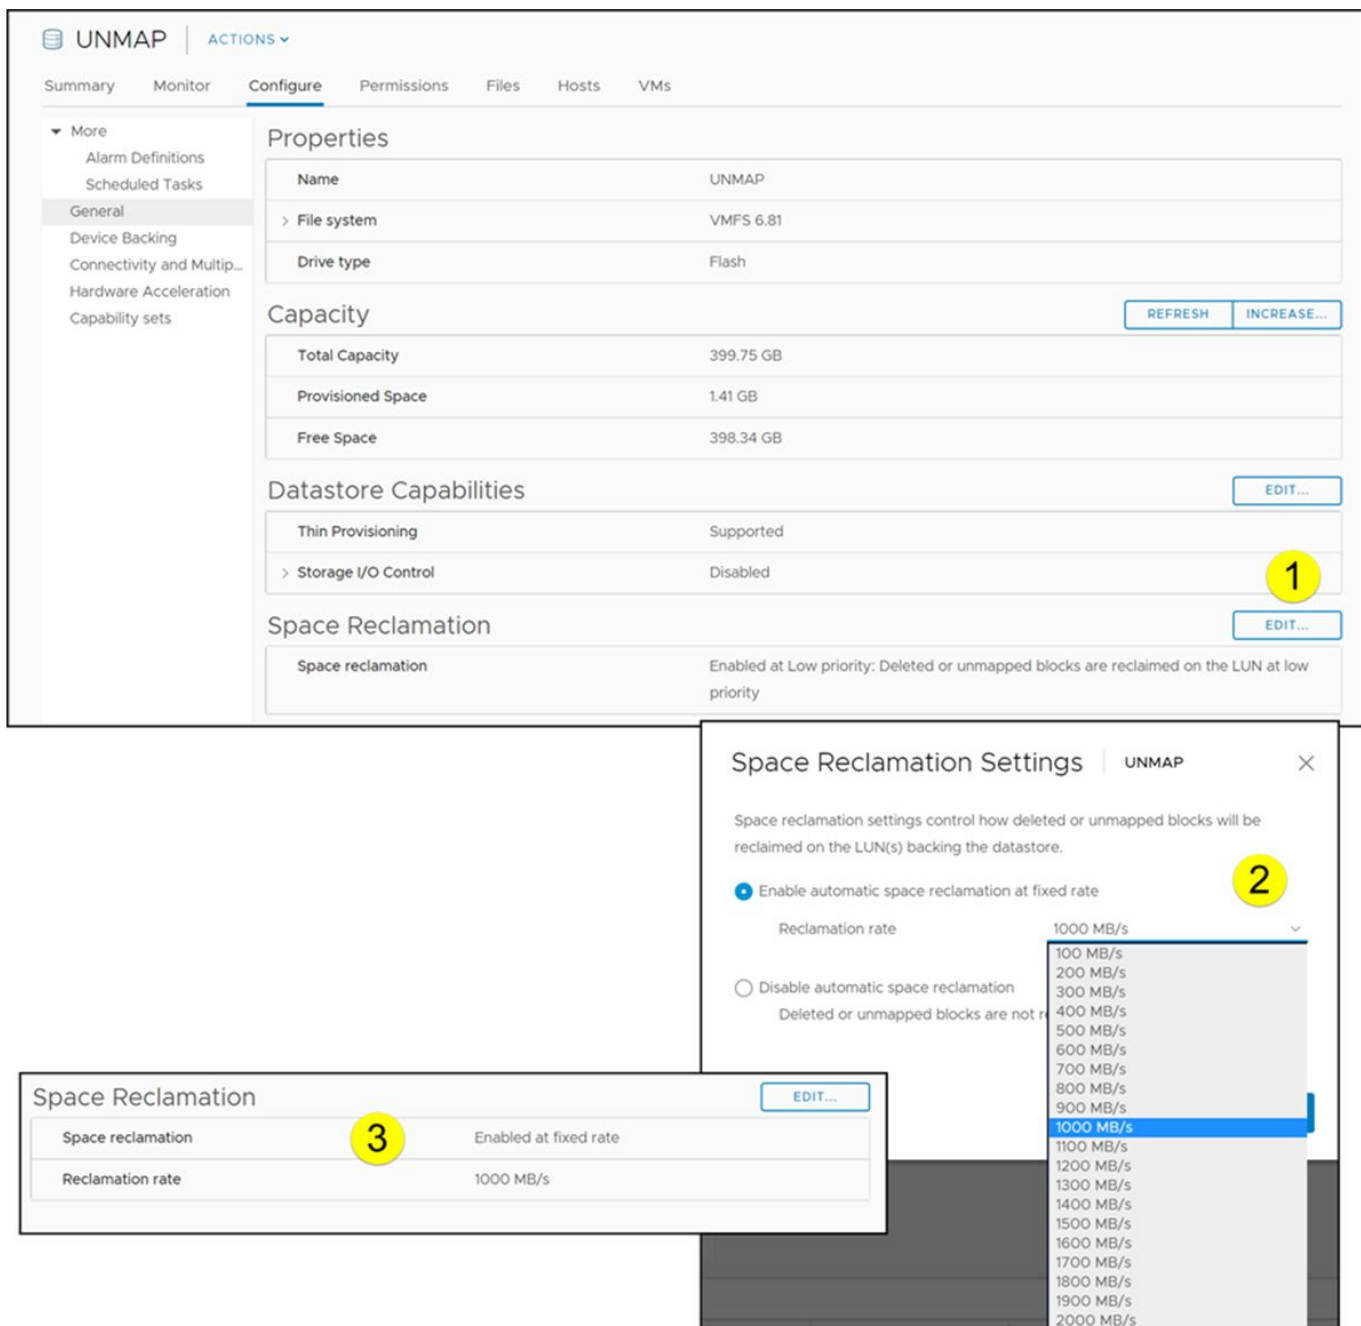 UNMAP ACTIONS
Summary Monitor Configure Permissions Files Hosts VMs
More
Alarm Definitions
Scheduled Tasks
General
Device Backing
Connectivity and Multip...
Hardware Acceleration
Capability sets
Properties
Name UNMAP
File system VMFS 6.81
Drive type Flash
Capacity REFRESH INCREASE...
Total Capacity 399.75 GB
Provisioned Space 1.41 GB
Free Space 398.34 GB
Datastore Capabilities EDIT...
Thin Provisioning Supported
Storage I/O Control Disabled
1
Space Reclamation EDIT...
Space reclamation Enabled at Low priority: Deleted or unmapped blocks are reclaimed on the LUN at low
priority
Space Reclamation Settings UNMAP
Space reclamation settings control how deleted or unmapped blocks will be
reclaimed on the LUN(s) backing the datastore.
2
Enable automatic space reclamation at fixed rate
Reclamation rate 1000 MB/s
100 MB/s
200 MB/s
300 MB/s
400 MB/s
500 MB/s
600 MB/s
700 MB/s
800 MB/s
900 MB/s
1000 MB/s
1100 MB/s
1200 MB/s
1300 MB/s
1400 MB/s
1500 MB/s
1600 MB/s
1700 MB/s
1800 MB/s
1900 MB/s
2000 MB/s
Disable automatic space reclamation
Deleted or unmapped blocks are not
Space Reclamation EDIT...
3
Space reclamation Enabled at fixed rate
Reclamation rate 1000 MB/s